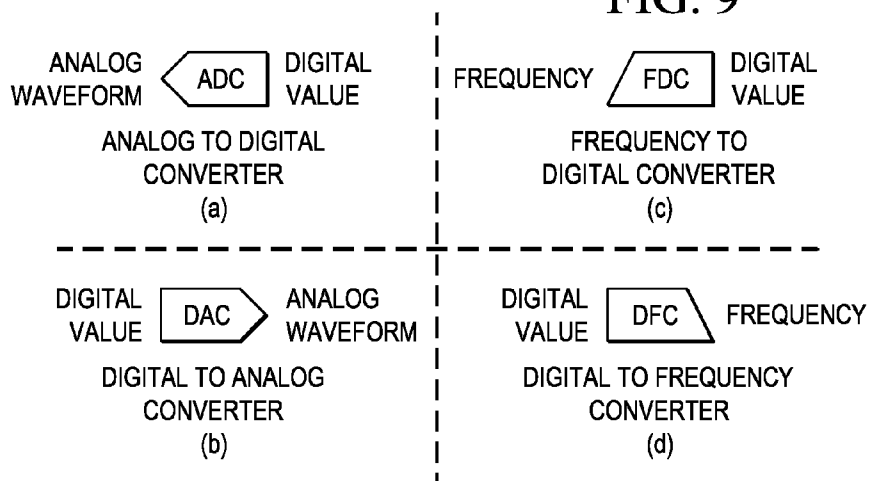 FIG. 9
ANALOG
WAVEFORM
ADC
DIGITAL
VALUE
ANALOG TO DIGITAL
CONVERTER
(a)
FREQUENCY
FDC
DIGITAL
VALUE
FREQUENCY TO
DIGITAL CONVERTER
(c)
DIGITAL
VALUE
DAC
ANALOG
WAVEFORM
DIGITAL TO ANALOG
CONVERTER
(b)
DIGITAL
VALUE
DFC
FREQUENCY
DIGITAL TO FREQUENCY
CONVERTER
(d)